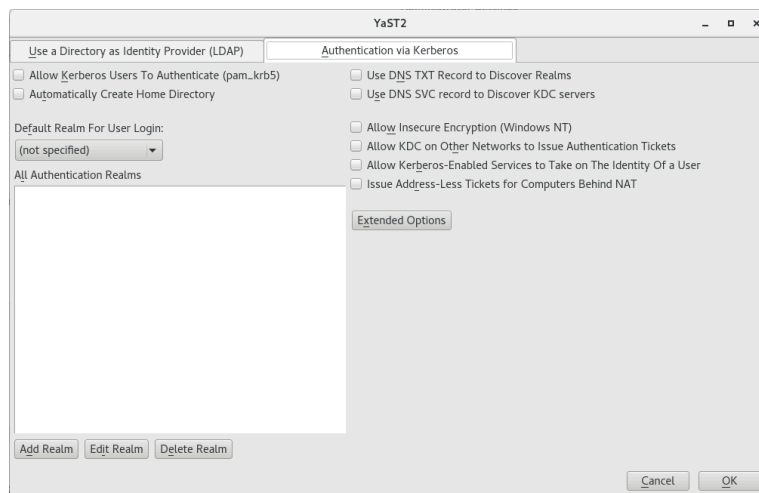 YaST2
Use a Directory as Identity Provider (LDAP)
Authentication via Kerberos
Allow Kerberos Users To Authenticate (pam_krb5)
Automatically Create Home Directory
Default Realm For User Login:
(not specified)
All Authentication Realms
Add Realm
Edit Realm
Delete Realm
Use DNS TXT Record to Discover Realms
Use DNS SVC record to Discover KDC servers
Allow Insecure Encryption (Windows NT)
Allow KDC on Other Networks to Issue Authentication Tickets
Allow Kerberos-Enabled Services to Take on The Identity Of a User
Issue Address-Less Tickets for Computers Behind NAT
Extended Options
Cancel
OK